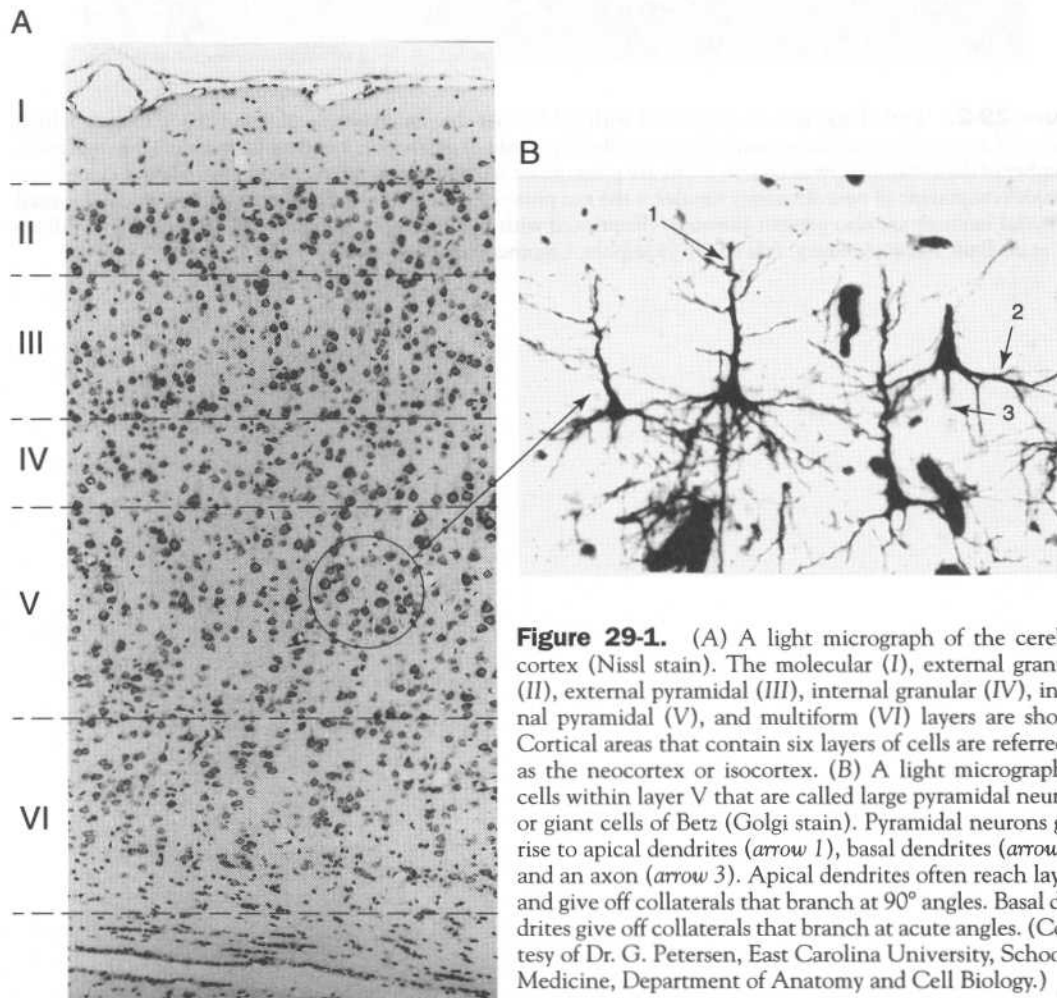 A
I
II
III
IV
V
VI
B
1
2
3
Figure 29-1. (A) A light micrograph of the cere
cortex (Nissl stain). The molecular (I), external gran
(II), external pyramidal (III), internal granular (IV), in
nal pyramidal (V), and multiform (VI) layers are sho
Cortical areas that contain six layers of cells are referre
as the neocortex or isocortex. (B) A light micrograph
cells within layer V that are called large pyramidal neur
or giant cells of Betz (Golgi stain). Pyramidal neurons g
rise to apical dendrites (arrow 1), basal dendrites (arrow
and an axon (arrow 3). Apical dendrites often reach lay
and give off collaterals that branch at 90° angles. Basal d
drites give off collaterals that branch at acute angles. (Co
tesy of Dr. G. Petersen, East Carolina University, Schoo
Medicine, Department of Anatomy and Cell Biology.)